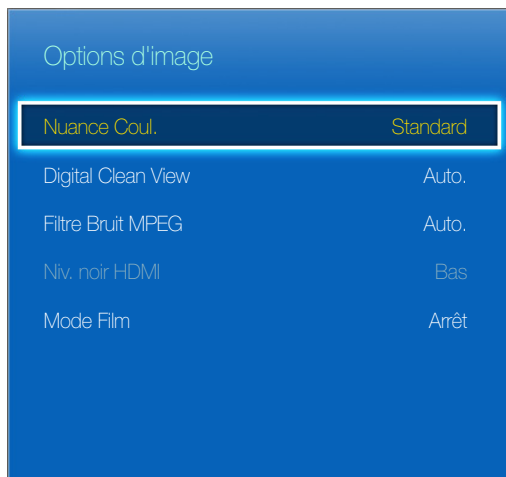 Options d'image
Nuance Coul. Standard
Digital Clean View Auto.
Filtre Bruit MPEG Auto.
Niv. noir HDMI Bas
Mode Film Arrêt